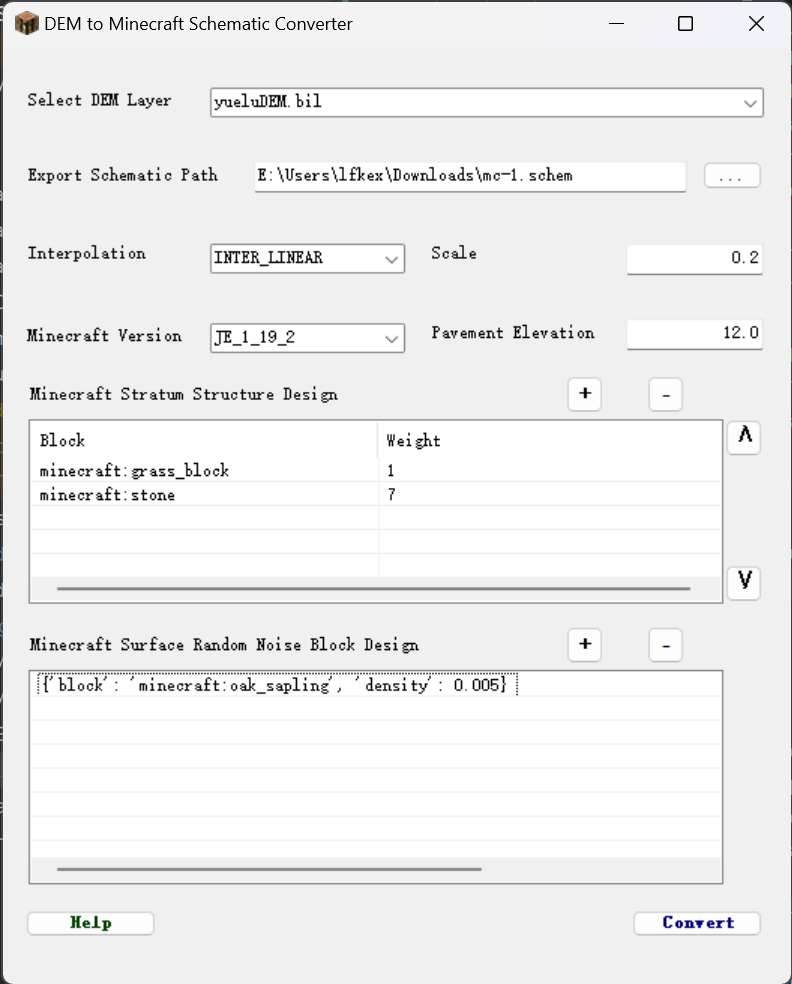 DEM to Minecraft Schematic Converter
Select DEM Layer yueluDEM.bil
Export Schematic Path E:\Users\lfkex\Downloads\mc-1.schem ...
Interpolation INTER_LINEAR Scale 0.2
Minecraft Version JE_1_19_2 Pavement Elevation 12.0
Minecraft Stratum Structure Design + -
Block Weight
minecraft:grass_block 1
minecraft:stone 7
Minecraft Surface Random Noise Block Design + -
{'block': 'minecraft:oak_sapling', 'density': 0.005}
Help Convert